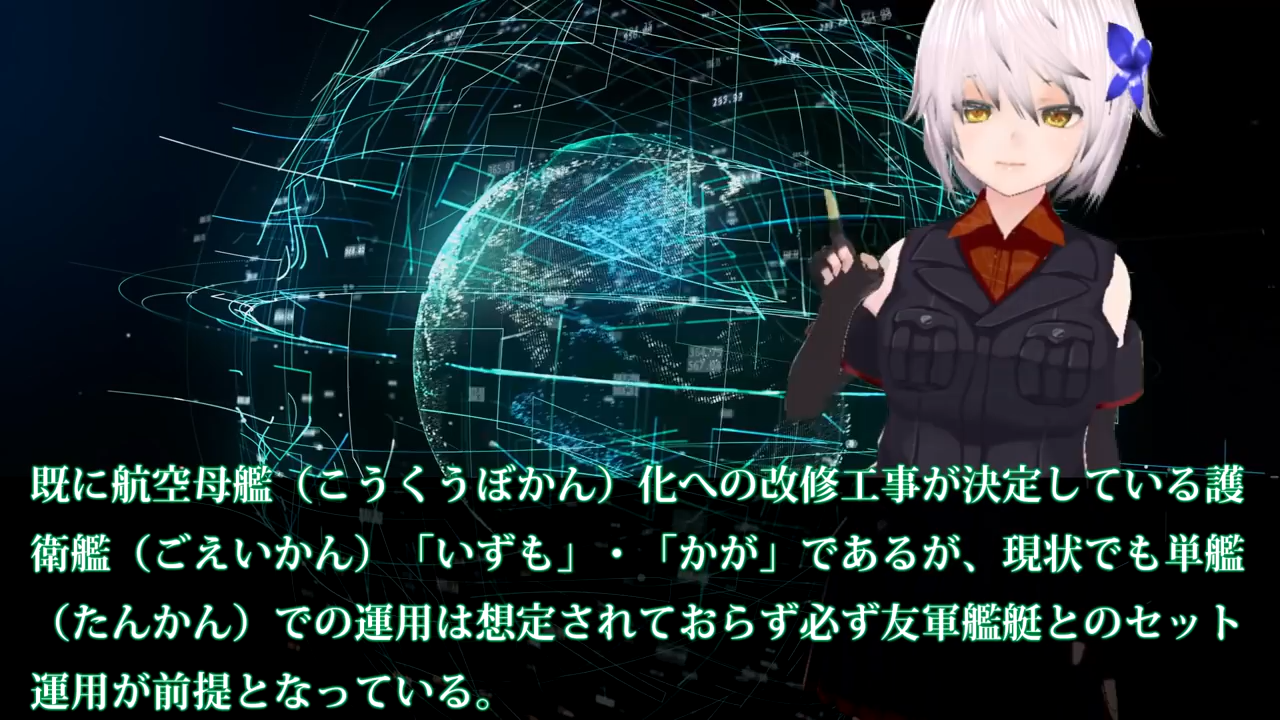 既に航空母艦（こうくうぼかん）化への改修工事が決定している護
衛艦（ごえいかん）「いずも」・「かが」であるが、現状でも単艦
（たんかん）での運用は想定されておらず必ず友軍艦艇とのセット
運用が前提となっている。